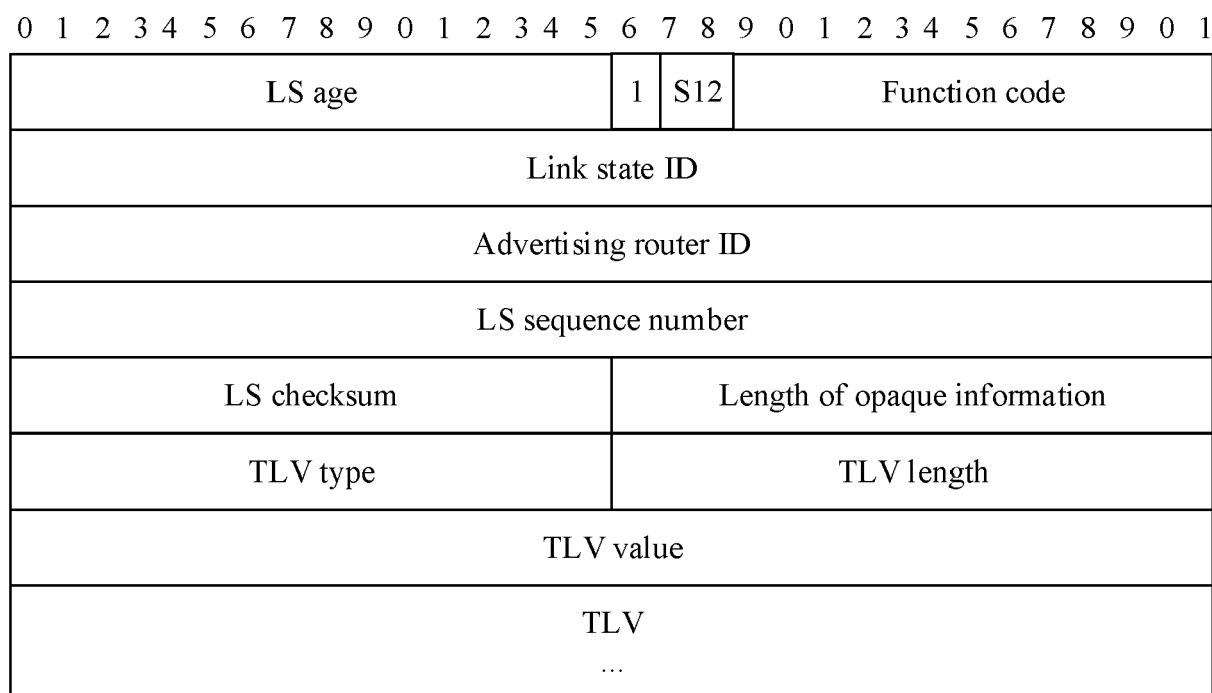 0 1 2 3 4 5 6 7 8 9 0 1 2 3 4 5 6 7 8 9 0 1 2 3 4 5 6 7 8 9 0 1
LS age 1 S12 Function code
Link state ID
Advertising router ID
LS sequence number
LS checksum Length of opaque information
TLV type TLV length
TLV value
TLV
...